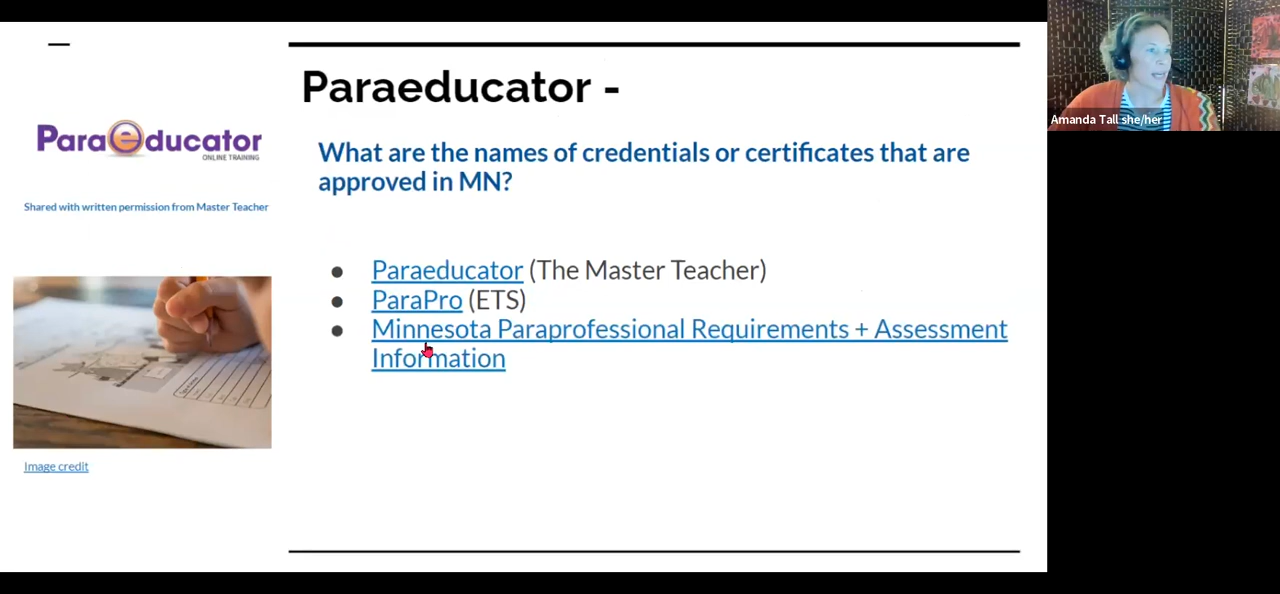 Paraeducator -
ParaEducator
ONLINE TRAINING
Shared with written permission from Master Teacher
What are the names of credentials or certificates that are
approved in MN?
● Paraeducator (The Master Teacher)
● ParaPro (ETS)
● Minnesota Paraprofessional Requirements + Assessment
Information
Image credit
Amanda Tall she/her